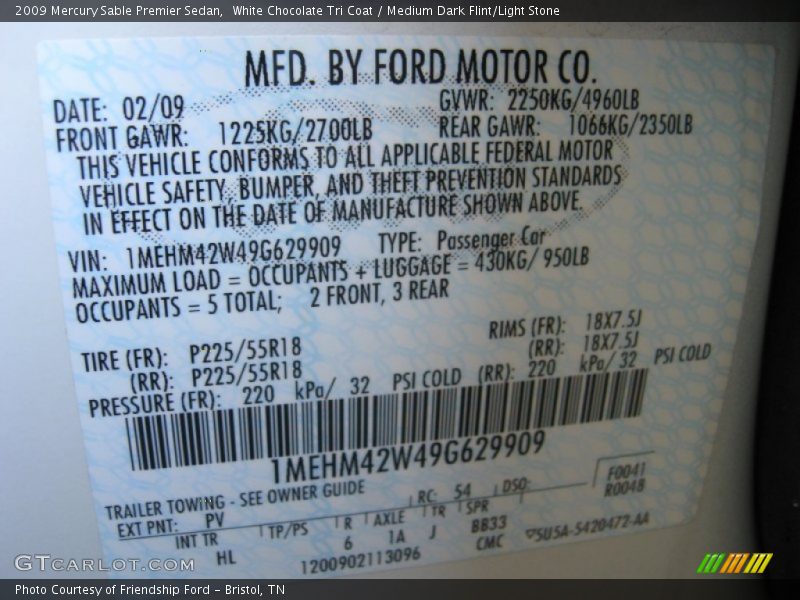 2009 Mercury Sable Premier Sedan,  White Chocolate Tri Coat / Medium Dark Flint/Light Stone
MFD. BY FORD MOTOR CO.
DATE: 02/09   GVWR: 2250KG/4960LB
FRONT GAWR: 1225KG/2700LB   REAR GAWR: 1066KG/2350LB
THIS VEHICLE CONFORMS TO ALL APPLICABLE FEDERAL MOTOR
VEHICLE SAFETY, BUMPER, AND THEFT PREVENTION STANDARDS
IN EFFECT ON THE DATE OF MANUFACTURE SHOWN ABOVE.
VIN: 1MEHM42W49G629909   TYPE: Passenger Car
MAXIMUM LOAD = OCCUPANTS + LUGGAGE = 430KG/ 950LB
OCCUPANTS = 5 TOTAL;   2 FRONT, 3 REAR
TIRE (FR): P225/55R18   RIMS (FR): 18X7.5J
(RR): P225/55R18   (RR): 18X7.5J
PRESSURE (FR): 220 kPa/ 32 PSI COLD (RR): 220 kPa/ 32 PSI COLD
1MEHM42W49G629909
TRAILER TOWING - SEE OWNER GUIDE   RC: 54   DSO:   F0041
EXT PNT: PV   R0048
INT TR   TP/PS   R   AXLE   TR   SPR
HL   6   1A   J   BB33   5U5A-5420472-AA
1200902113096   CMC
GTCARLOT.COM
Photo Courtesy of Friendship Ford - Bristol, TN